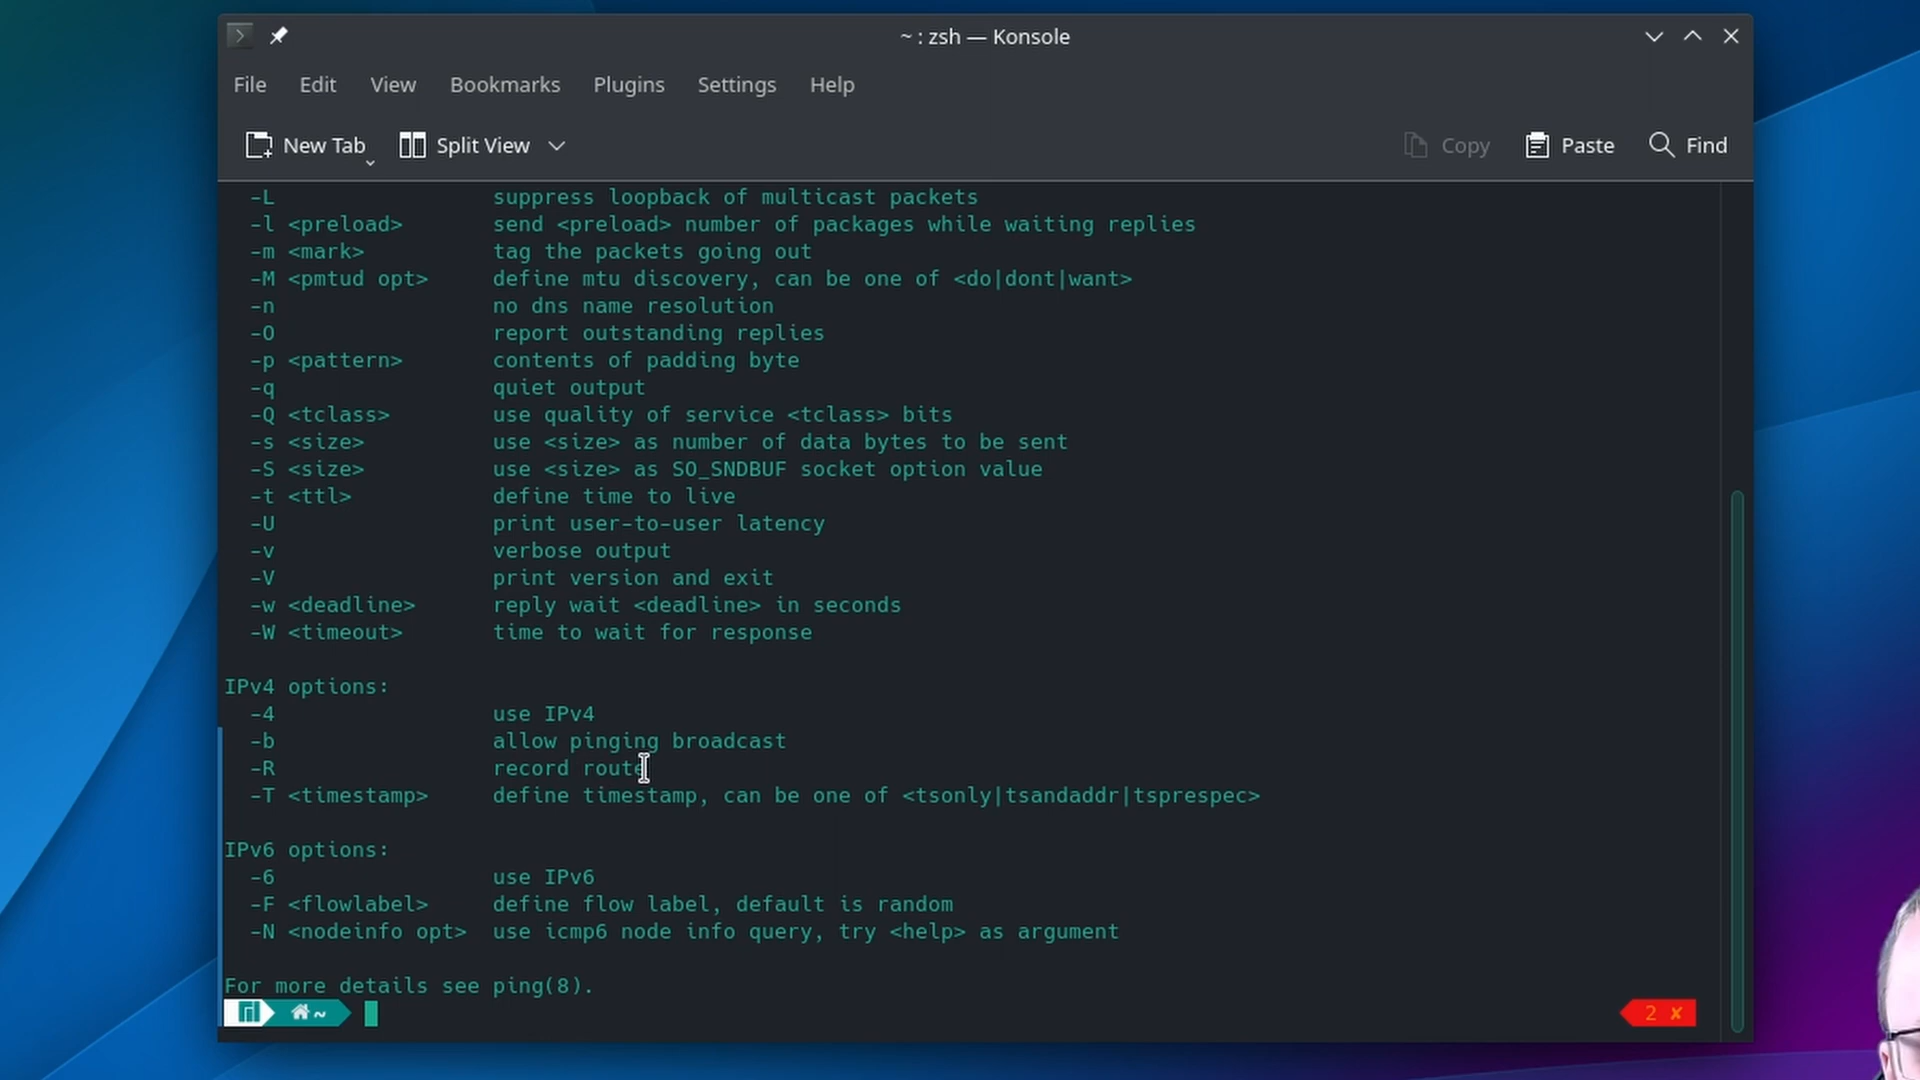 ~ : zsh — Konsole
File Edit View Bookmarks Plugins Settings Help
New Tab Split View Copy Paste Find
-L suppress loopback of multicast packets
-l <preload> send <preload> number of packages while waiting replies
-m <mark> tag the packets going out
-M <pmtud opt> define mtu discovery, can be one of <do|dont|want>
-n no dns name resolution
-O report outstanding replies
-p <pattern> contents of padding byte
-q quiet output
-Q <tclass> use quality of service <tclass> bits
-s <size> use <size> as number of data bytes to be sent
-S <size> use <size> as SO_SNDBUF socket option value
-t <ttl> define time to live
-U print user-to-user latency
-v verbose output
-V print version and exit
-w <deadline> reply wait <deadline> in seconds
-W <timeout> time to wait for response
IPv4 options:
-4 use IPv4
-b allow pinging broadcast
-R record route
-T <timestamp> define timestamp, can be one of <tsonly|tsandaddr|tsprespec>
IPv6 options:
-6 use IPv6
-F <flowlabel> define flow label, default is random
-N <nodeinfo opt> use icmp6 node info query, try <help> as argument
For more details see ping(8).
~ 2 ✘